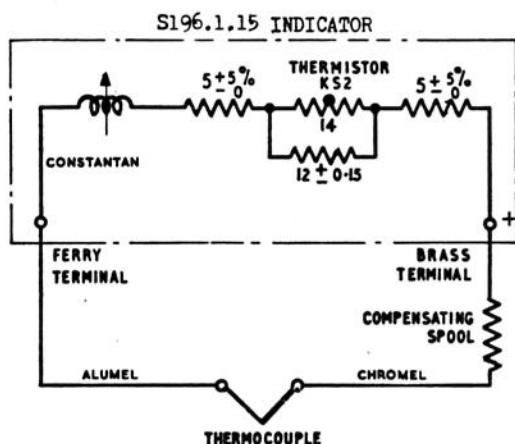 S196.1.15 INDICATOR
THERMISTOR
KS2
5 +5% -0
5 +5% -0
14
12 ± 0·15
CONSTANTAN
+
FERRY
TERMINAL
BRASS
TERMINAL
COMPENSATING
SPOOL
ALUMEL
CHROMEL
THERMOCOUPLE